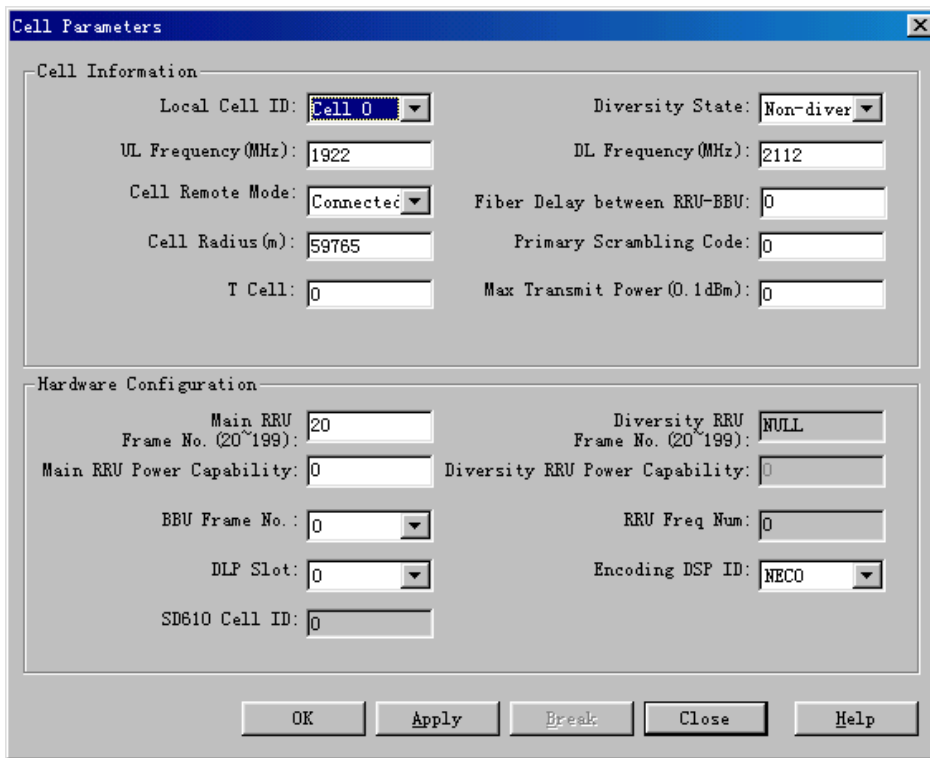 Cell Parameters
Cell Information
Local Cell ID: Cell 0 Diversity State: Non-diver
UL Frequency(MHz): 1922 DL Frequency(MHz): 2112
Cell Remote Mode: Connected Fiber Delay between RRU-BBU: 0
Cell Radius(m): 59765 Primary Scrambling Code: 0
T Cell: 0 Max Transmit Power(0.1dBm): 0
Hardware Configuration
Main RRU Frame No. (20~199): 20 Diversity RRU Frame No. (20~199): NULL
Main RRU Power Capability: 0 Diversity RRU Power Capability: 0
BBU Frame No.: 0 RRU Freq Num: 0
DLP Slot: 0 Encoding DSP ID: NEC0
SD610 Cell ID: 0
OK Apply Break Close Help